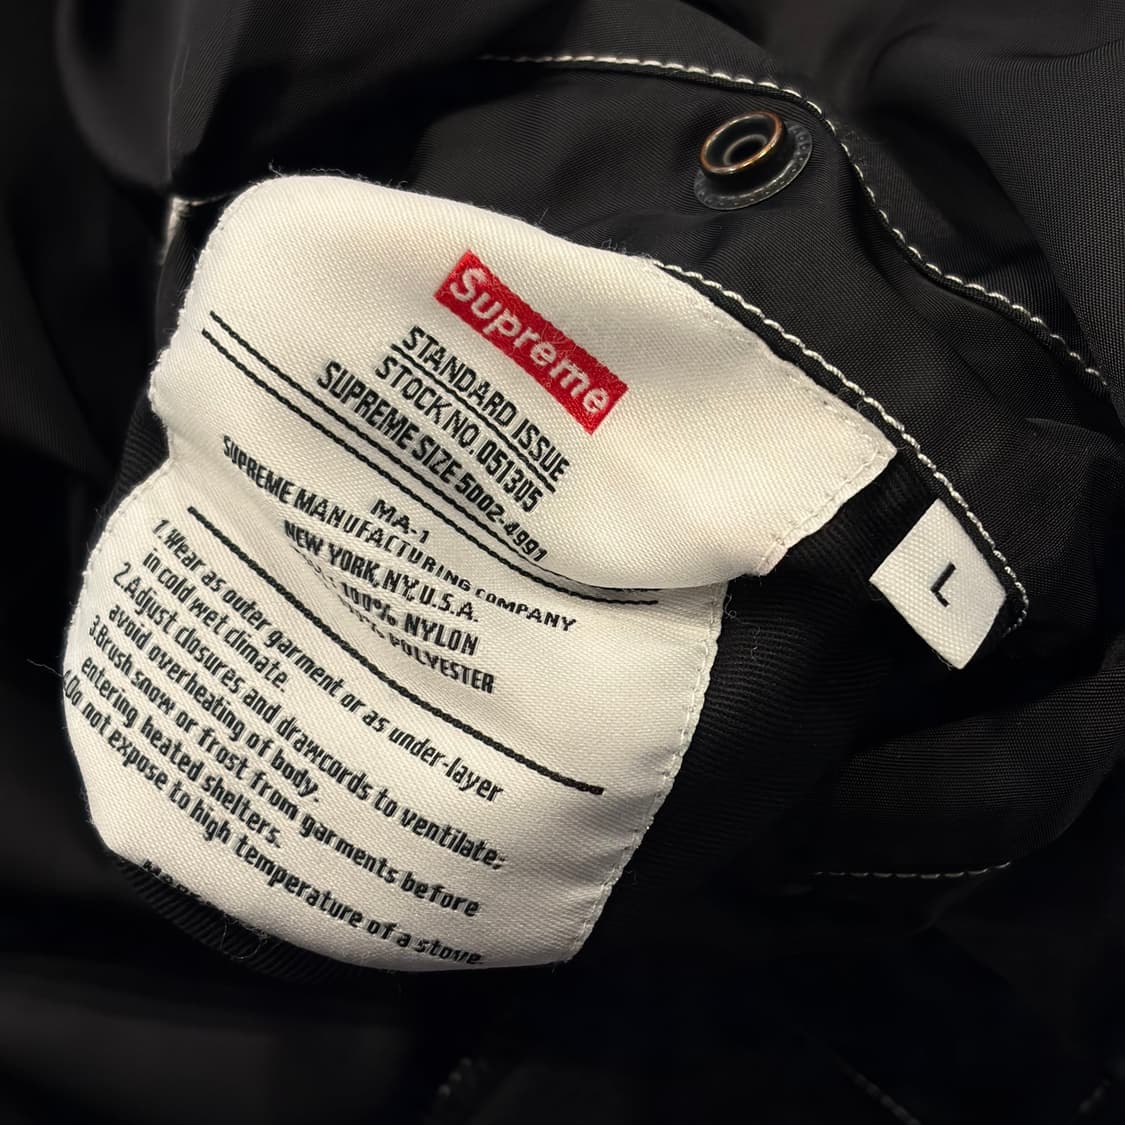 Supreme
STANDARD ISSUE
STOCK NO. 051305
SUPREME SIZE 5002-4991
MA-1
SUPREME MANUFACTURING COMPANY
NEW YORK, NY, U.S.A.
100% NYLON
POLYESTER
1. Wear as outer garment or as under-layer
in cold wet climate.
2. Adjust closures and drawcords to ventilate;
avoid overheating of body.
3. Brush snow or frost from garments before
entering heated shelters.
4. Do not expose to high temperature of a stove.
L